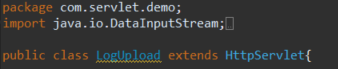 package com.servlet.demo;
import java.io.DataInputStream;
public class LogUpload extends HttpServlet{